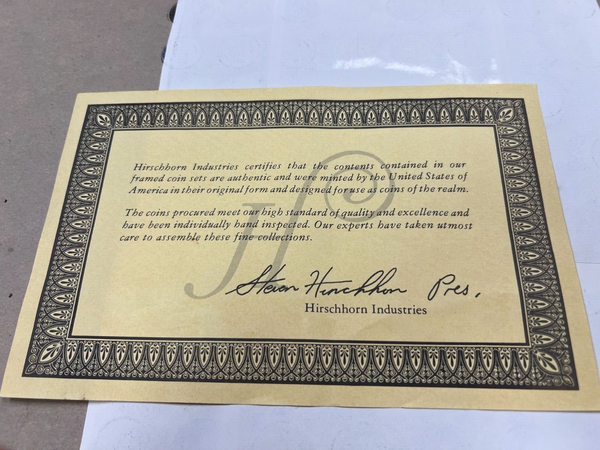 Hirschhorn Industries certifies that the contents contained in our
framed coin sets are authentic and were minted by the United States of
America in their original form and designed for use as coins of the realm.
The coins procured meet our high standard of quality and excellence and
have been individually hand inspected. Our experts have taken utmost
care to assemble these fine collections.
Steven Hirschhorn Pres.
Hirschhorn Industries